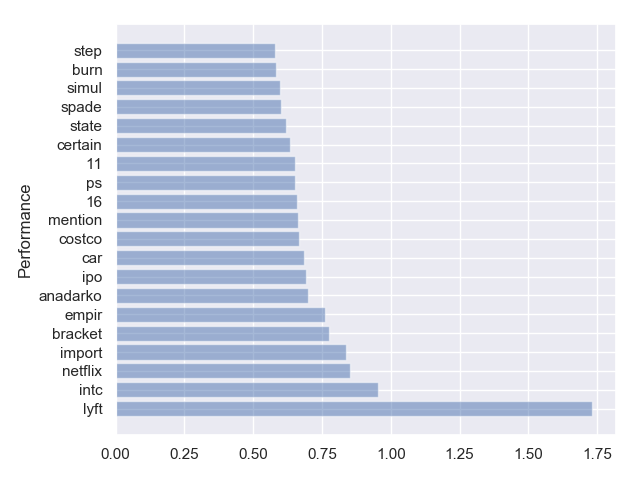 step
burn
simul
spade
state
certain
11
ps
16
mention
costco
car
ipo
anadarko
empir
bracket
import
netflix
intc
lyft
Performance
0.00 0.25 0.50 0.75 1.00 1.25 1.50 1.75